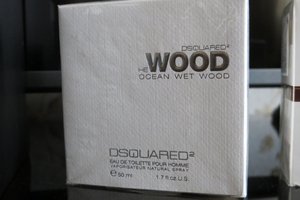 DSQUARED²
HE WOOD
OCEAN WET WOOD
DSQUARED²
EAU DE TOILETTE POUR HOMME
VAPORISATEUR NATURAL SPRAY
℮ 50 ml 1.7 fl.oz U.S.